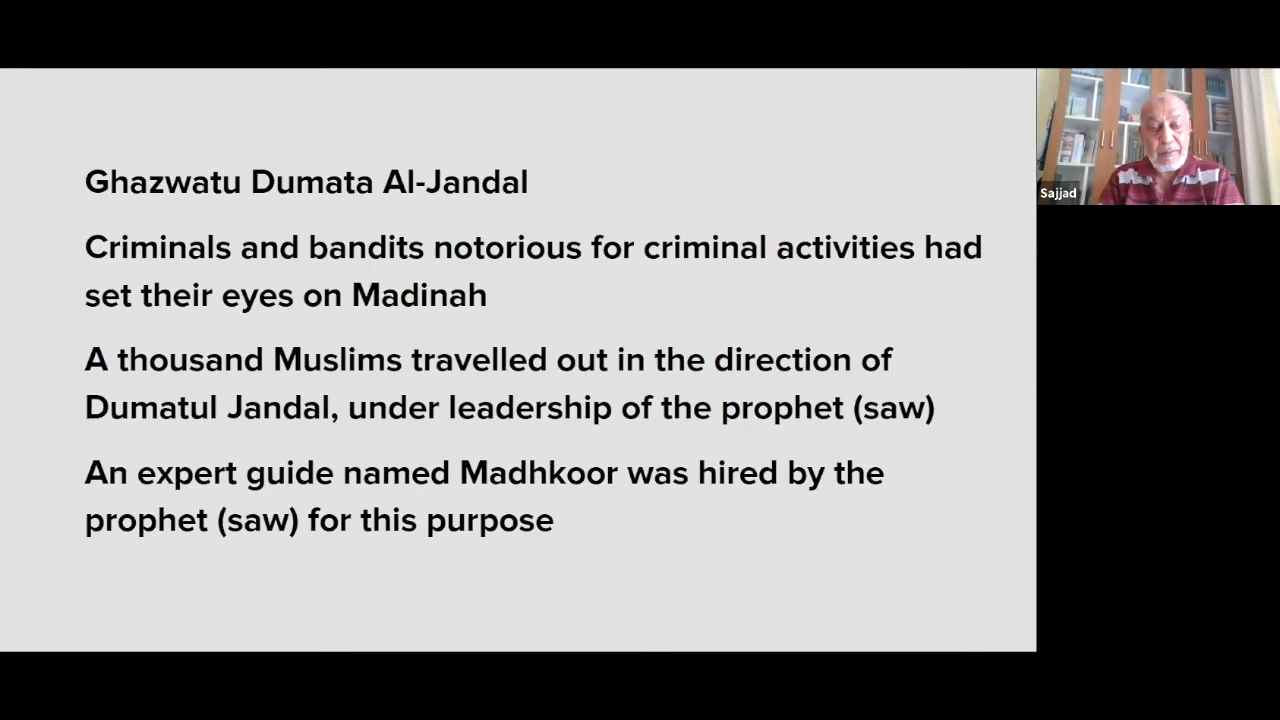 Ghazwatu Dumata Al-Jandal
Criminals and bandits notorious for criminal activities had
set their eyes on Madinah
A thousand Muslims travelled out in the direction of
Dumatul Jandal, under leadership of the prophet (saw)
An expert guide named Madhkoor was hired by the
prophet (saw) for this purpose
Sajjad